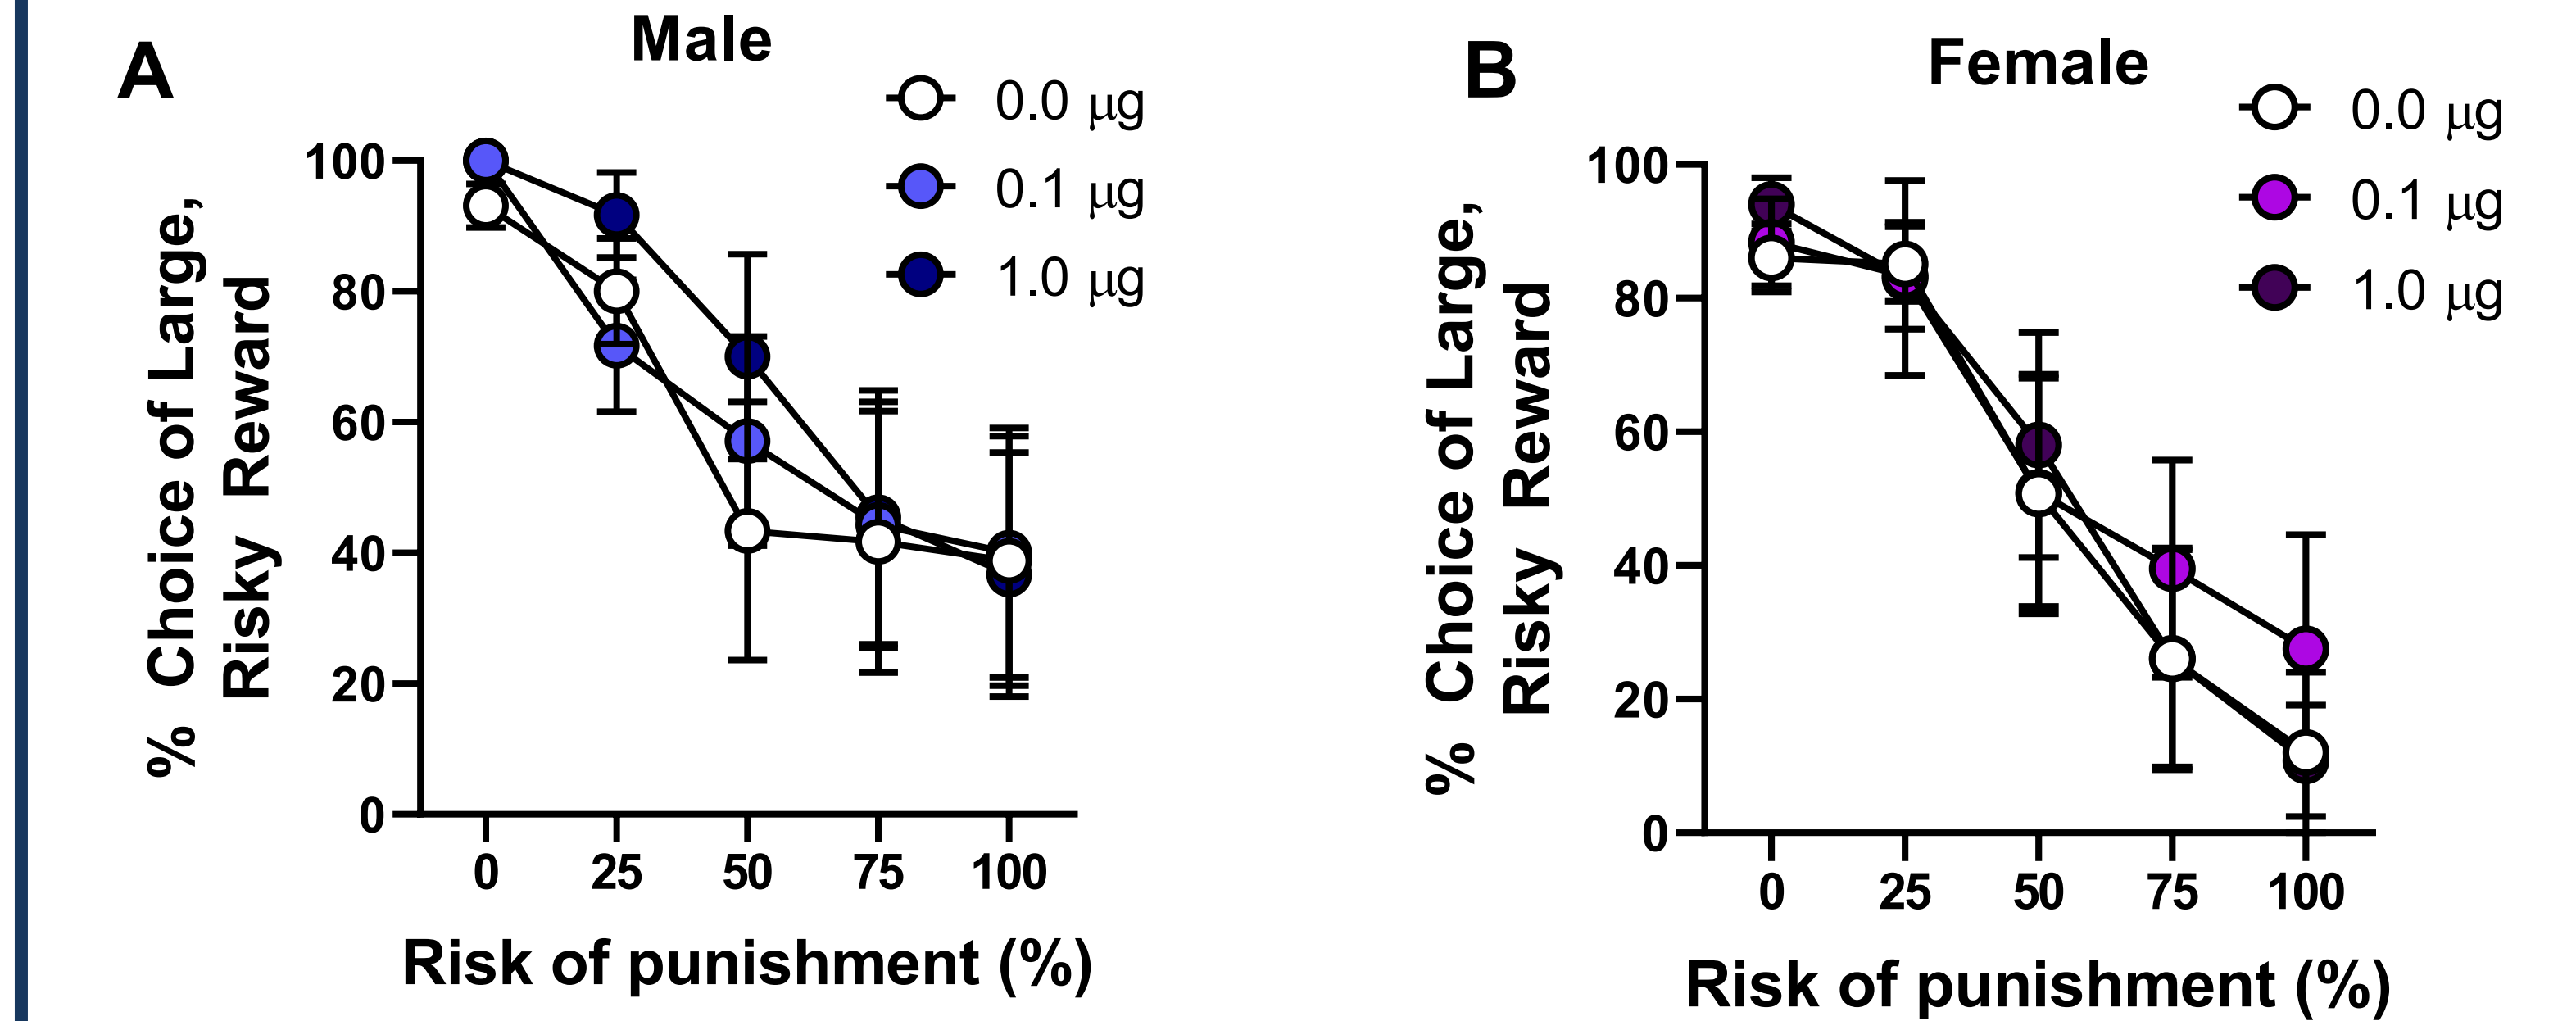 A
Male
0.0 μg
0.1 μg
1.0 μg
% Choice of Large,
Risky Reward
100
80
60
40
20
0
0 25 50 75 100
Risk of punishment (%)
B
Female
0.0 μg
0.1 μg
1.0 μg
% Choice of Large,
Risky Reward
100
80
60
40
20
0
0 25 50 75 100
Risk of punishment (%)